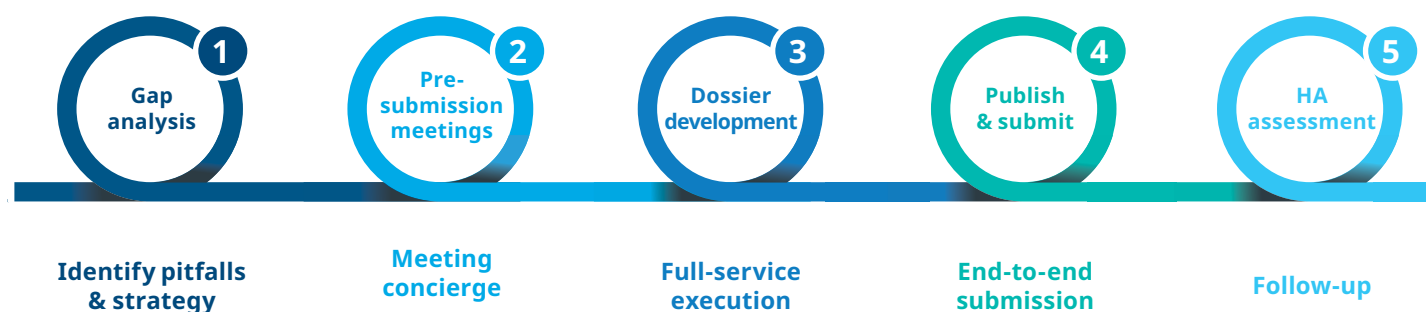 1
Gap
analysis
2
Pre-
submission
meetings
3
Dossier
development
4
Publish
& submit
5
HA
assessment
Identify pitfalls
& strategy
Meeting
concierge
Full-service
execution
End-to-end
submission
Follow-up